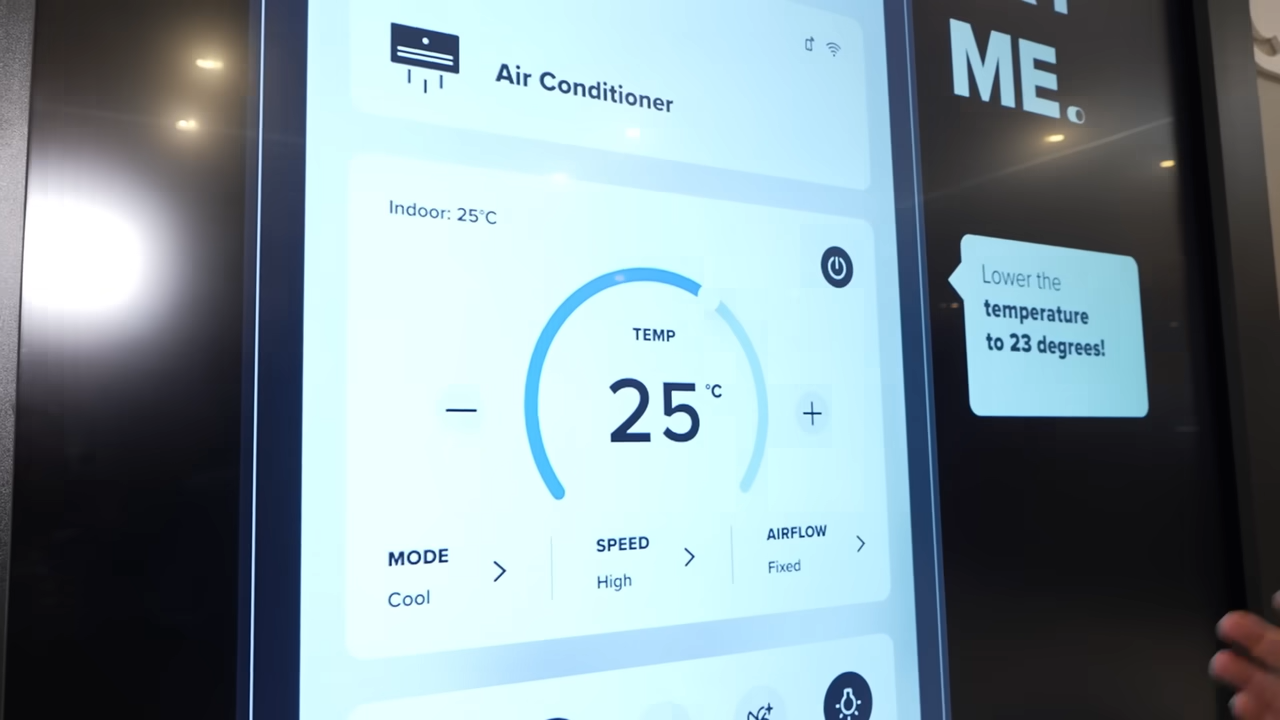 Air Conditioner
ME.
Indoor: 25°C
TEMP
25 °C
Lower the
temperature
to 23 degrees!
MODE
Cool
SPEED
High
AIRFLOW
Fixed